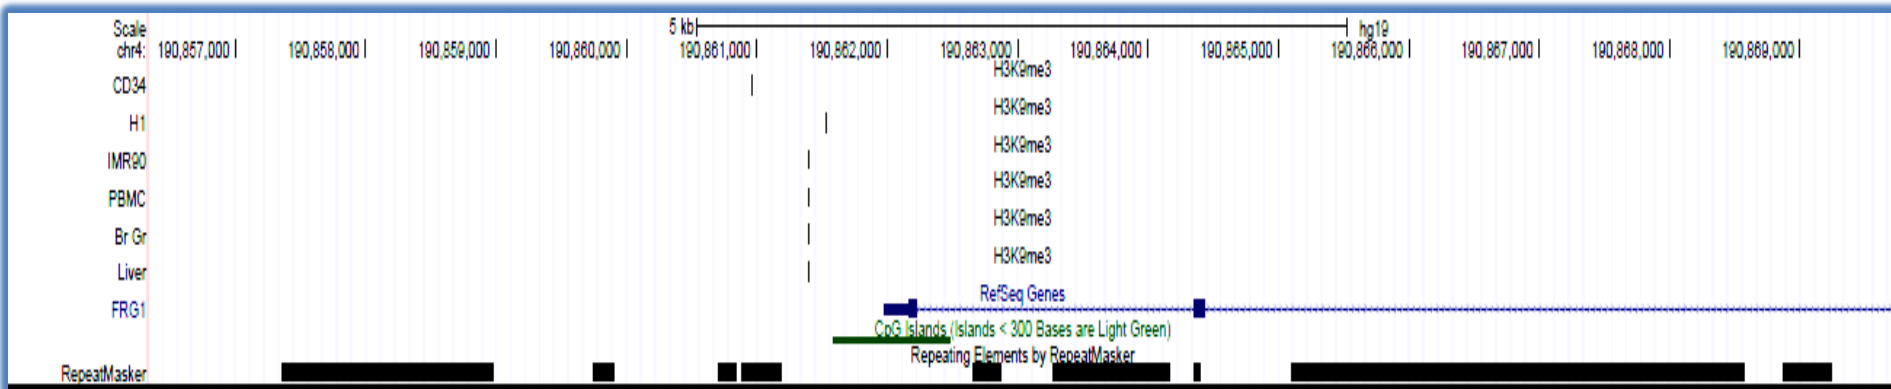 Scale 5 kb hg19
chr4: 190,857,000 190,858,000 190,859,000 190,860,000 190,861,000 190,862,000 190,863,000 190,864,000 190,865,000 190,866,000 190,867,000 190,868,000 190,869,000
H3K9me3
CD34
H3K9me3
H1
H3K9me3
IMR90
H3K9me3
PBMC
H3K9me3
Br Gr
H3K9me3
Liver
RefSeq Genes
FRG1
CpG Islands (Islands < 300 Bases are Light Green)
Repeating Elements by RepeatMasker
RepeatMasker